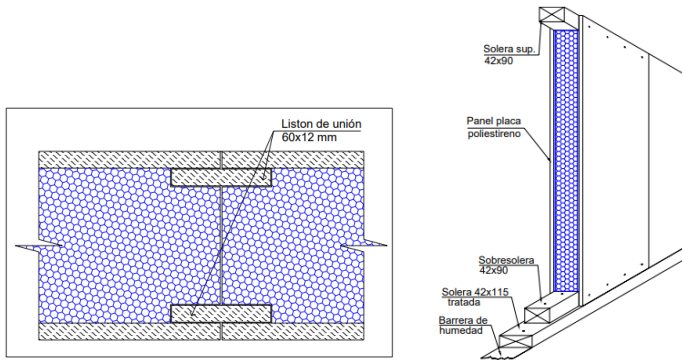 Liston de unión
60x12 mm
Solera sup.
42x90
Panel placa
poliestireno
Sobresolera
42x90
Solera 42x115
tratada
Barrera de
humedad